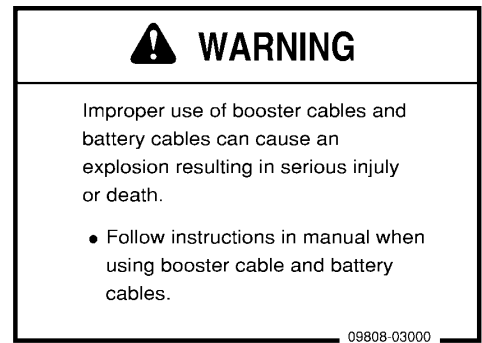 WARNING
Improper use of booster cables and
battery cables can cause an
explosion resulting in serious injuly
or death.
● Follow instructions in manual when
using booster cable and battery
cables.
09808-03000